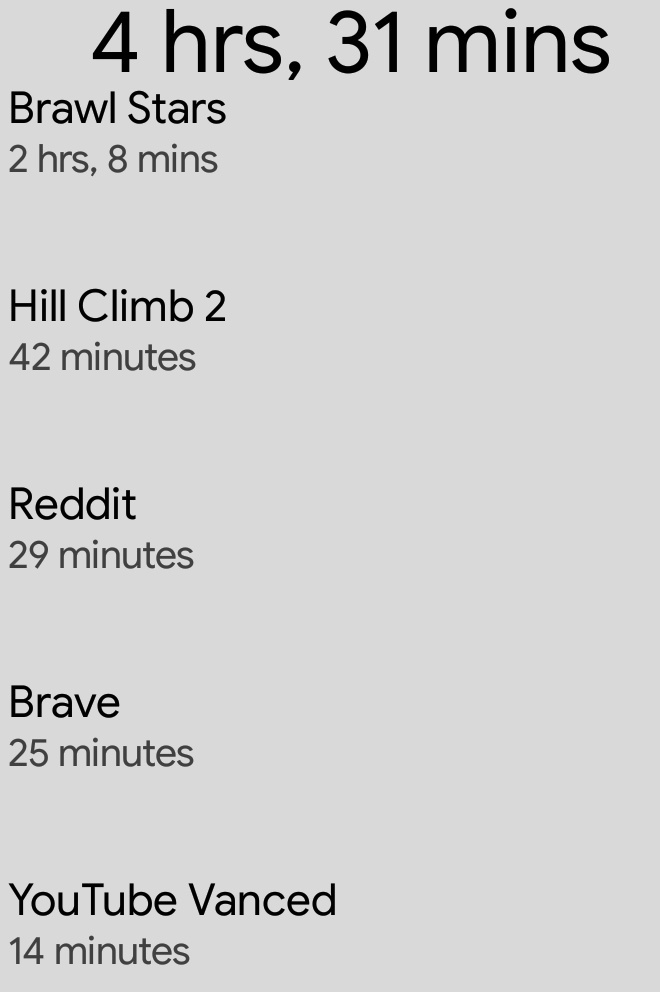 4 hrs, 31 mins
Brawl Stars
2 hrs, 8 mins
Hill Climb 2
42 minutes
Reddit
29 minutes
Brave
25 minutes
YouTube Vanced
14 minutes